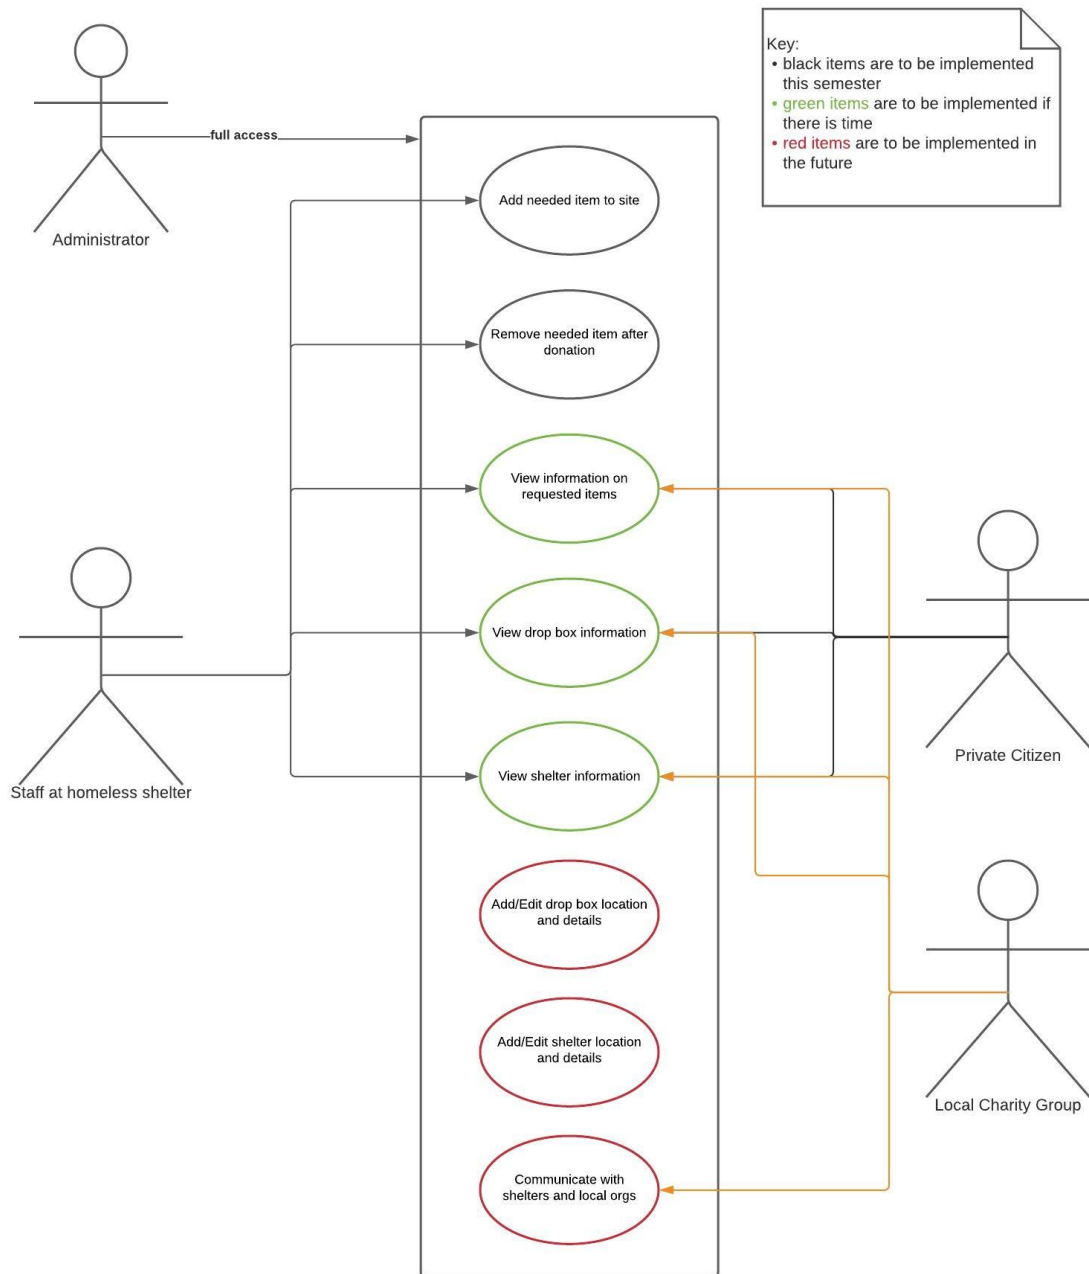 Key:
• black items are to be implemented
this semester
• green items are to be implemented if
there is time
• red items are to be implemented in
the future
full access
Administrator
Add needed item to site
Remove needed item after
donation
View information on
requested items
View drop box information
View shelter information
Staff at homeless shelter
Private Citizen
Add/Edit drop box location
and details
Add/Edit shelter location
and details
Local Charity Group
Communicate with
shelters and local orgs